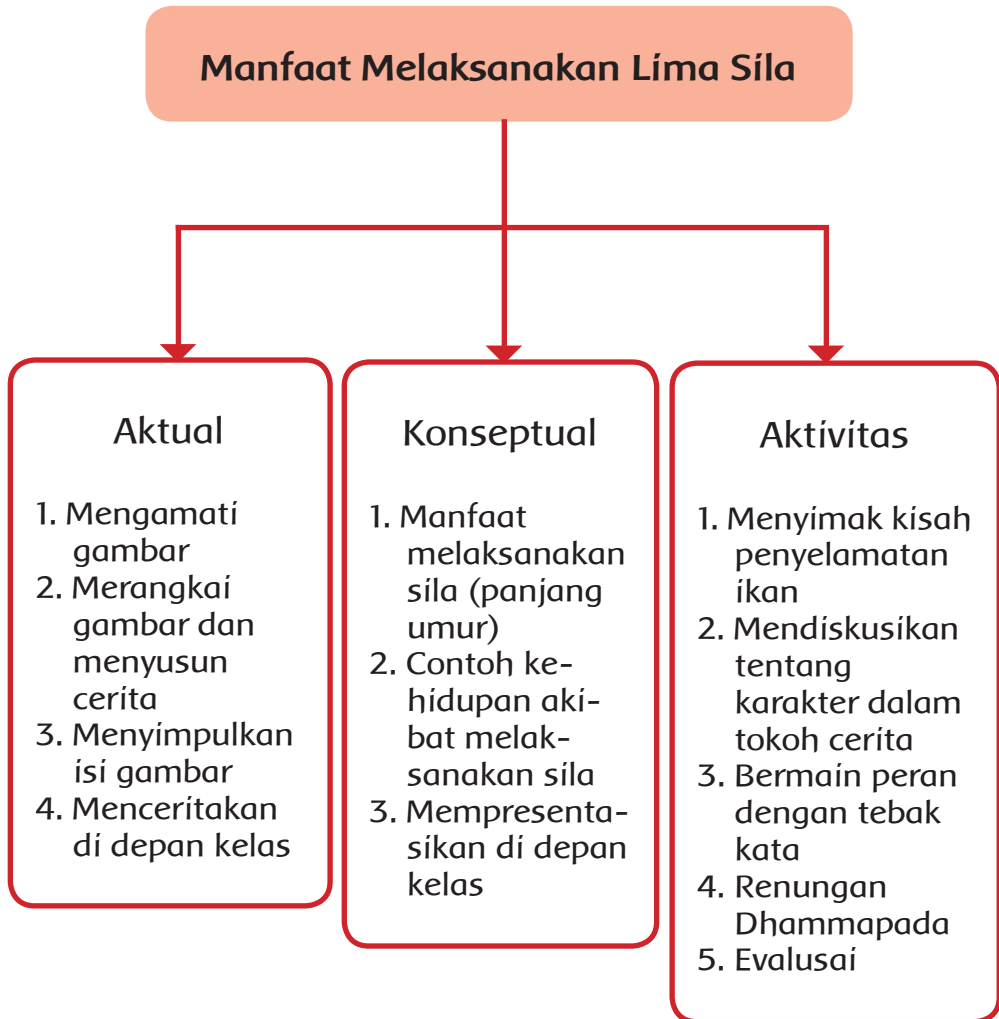 Manfaat Melaksanakan Lima Sila
Aktual
1. Mengamati
gambar
2. Merangkai
gambar dan
menyusun
cerita
3. Menyimpulkan
isi gambar
4. Menceritakan
di depan kelas
Konseptual
1. Manfaat
melaksanakan
sila (panjang
umur)
2. Contoh ke-
hidupan aki-
bat melak-
sanakan sila
3. Mempresenta-
sikan di depan
kelas
Aktivitas
1. Menyimak kisah
penyelamatan
ikan
2. Mendiskusikan
tentang
karakter dalam
tokoh cerita
3. Bermain peran
dengan tebak
kata
4. Renungan
Dhammapada
5. Evalusai